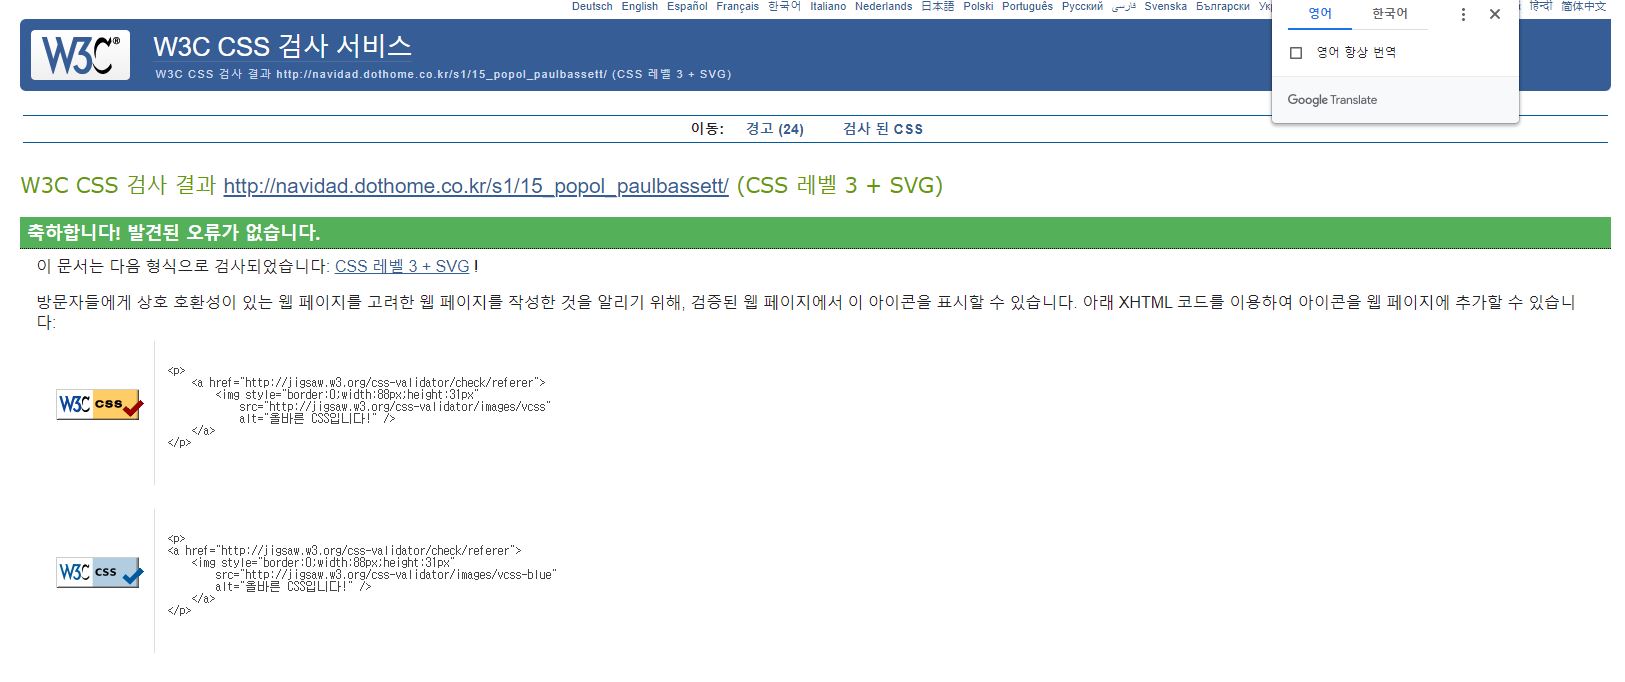 Deutsch English Español Français 한국어 Italiano Nederlands 日本語 Polski Português Русский فارسی Svenska Български हिन्दी 简体中文
영어 한국어
영어 항상 번역
Google Translate
W3C®
W3C CSS 검사 서비스
W3C CSS 검사 결과 http://navidad.dothome.co.kr/s1/15_popol_paulbassett/ (CSS 레벨 3 + SVG)
이동: 경고 (24) 검사 된 CSS
W3C CSS 검사 결과 http://navidad.dothome.co.kr/s1/15_popol_paulbassett/ (CSS 레벨 3 + SVG)
축하합니다! 발견된 오류가 없습니다.
이 문서는 다음 형식으로 검사되었습니다: CSS 레벨 3 + SVG !
방문자들에게 상호 호환성이 있는 웹 페이지를 고려한 웹 페이지를 작성한 것을 알리기 위해, 검증된 웹 페이지에서 이 아이콘을 표시할 수 있습니다. 아래 XHTML 코드를 이용하여 아이콘을 웹 페이지에 추가할 수 있습니
다:
W3C css
<p>
<a href="http://jigsaw.w3.org/css-validator/check/referer">
<img style="border:0;width:88px;height:31px"
src="http://jigsaw.w3.org/css-validator/images/vcss"
alt="올바른 CSS입니다!" />
</a>
</p>
W3C css
<p>
<a href="http://jigsaw.w3.org/css-validator/check/referer">
<img style="border:0;width:88px;height:31px"
src="http://jigsaw.w3.org/css-validator/images/vcss-blue"
alt="올바른 CSS입니다!" />
</a>
</p>